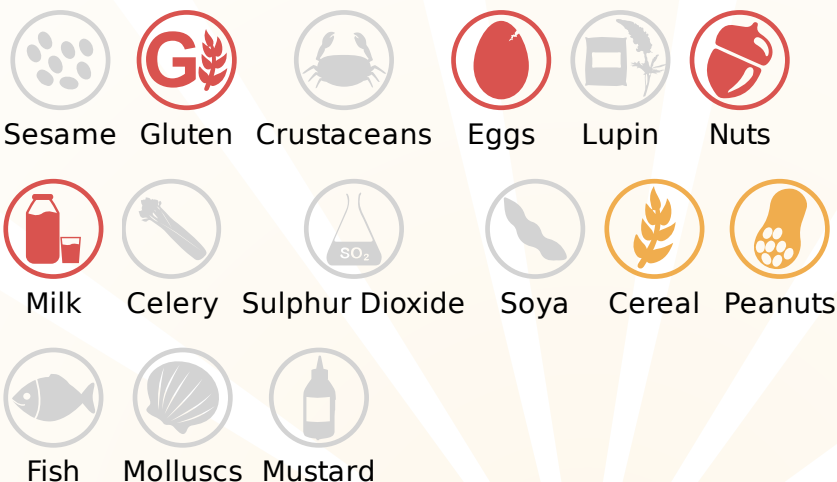 G
Sesame Gluten Crustaceans Eggs Lupin Nuts
SO₂
Milk Celery Sulphur Dioxide Soya Cereal Peanuts
Fish Molluscs Mustard